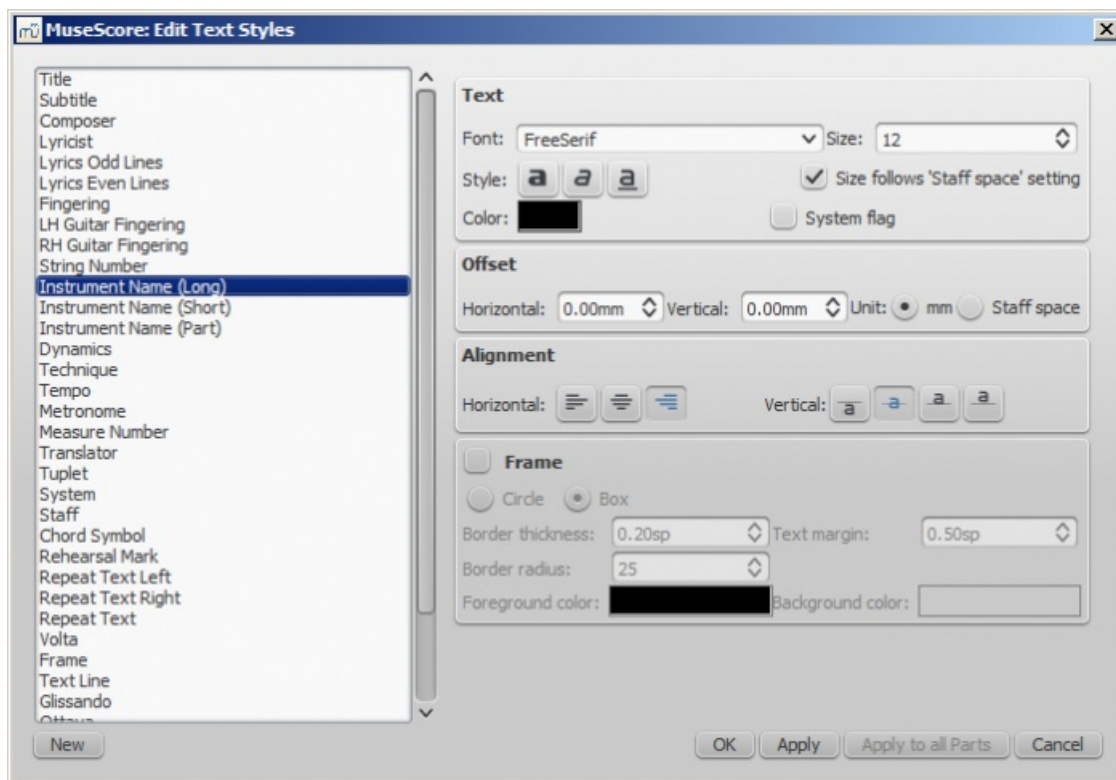 MuseScore: Edit Text Styles
Title
Subtitle
Composer
Lyricist
Lyrics Odd Lines
Lyrics Even Lines
Fingering
LH Guitar Fingering
RH Guitar Fingering
String Number
Instrument Name (Long)
Instrument Name (Short)
Instrument Name (Part)
Dynamics
Technique
Tempo
Metronome
Measure Number
Translator
Tuplet
System
Staff
Chord Symbol
Rehearsal Mark
Repeat Text Left
Repeat Text Right
Repeat Text
Volta
Frame
Text Line
Glissando
Ottava
New
Text
Font: FreeSerif Size: 12
Style: a a a Size follows 'Staff space' setting
Color: System flag
Offset
Horizontal: 0.00mm Vertical: 0.00mm Unit: mm Staff space
Alignment
Horizontal: Vertical: a a a a
Frame
Circle Box
Border thickness: 0.20sp Text margin: 0.50sp
Border radius: 25
Foreground color: Background color:
OK Apply Apply to all Parts Cancel